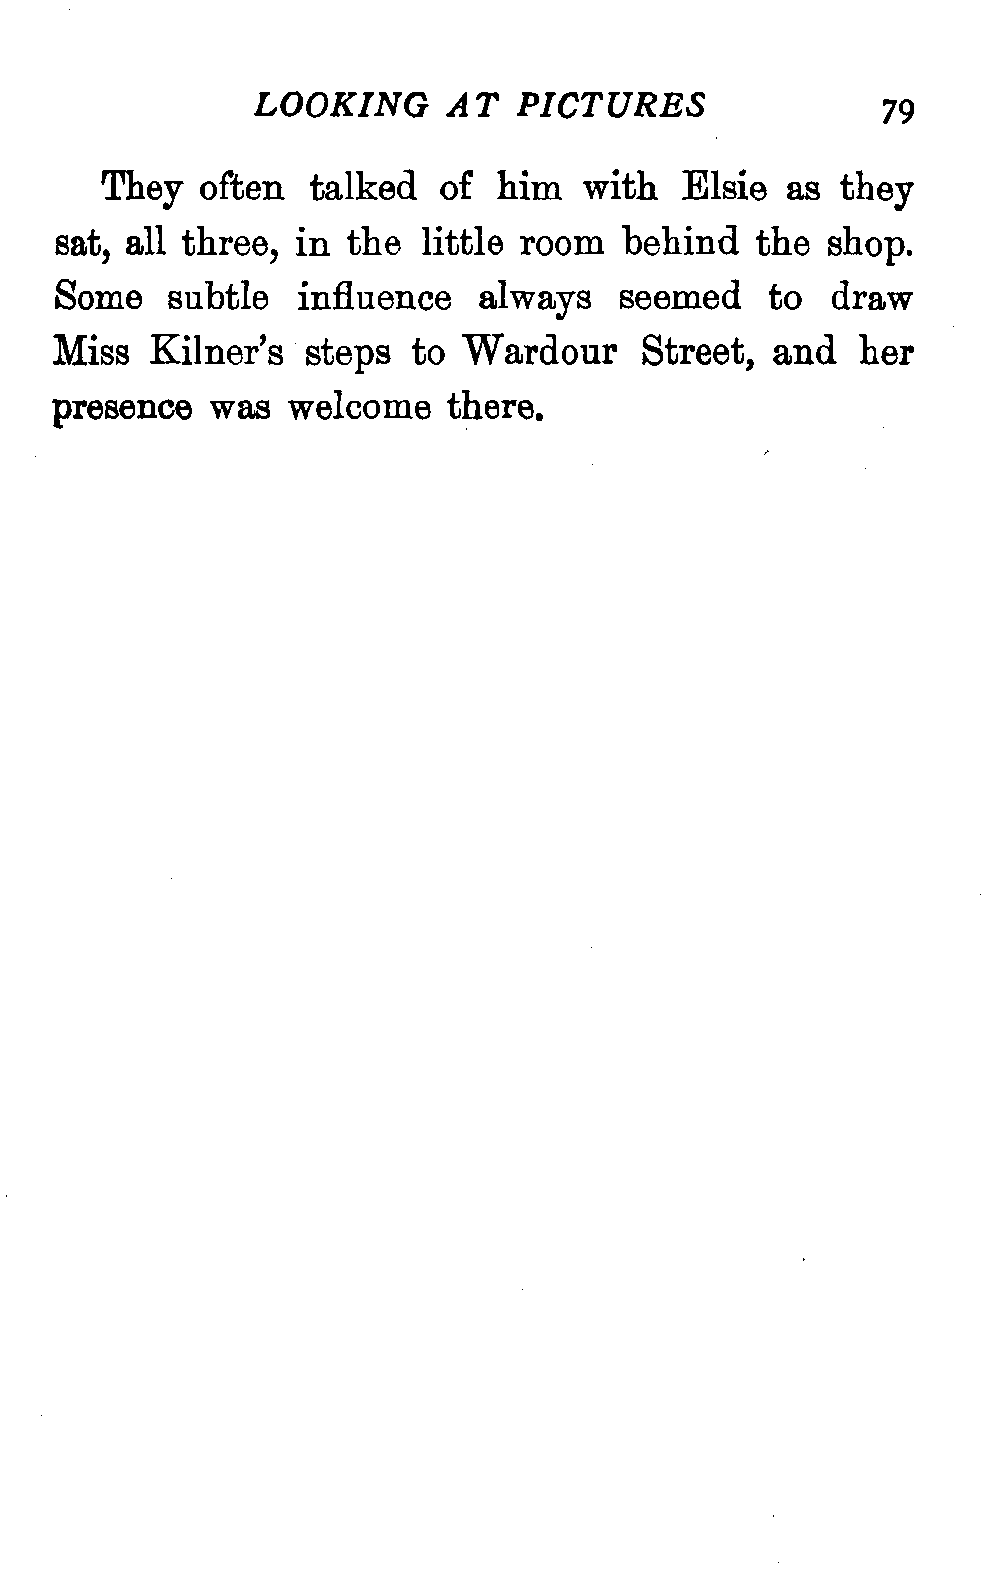 LOOKING AT PICTURES 79
They often talked of him with Elsie as they
sat, all three, in the little room behind the shop.
Some subtle influence always seemed to draw
Miss Kilner's steps to Wardour Street, and her
presence was welcome there.